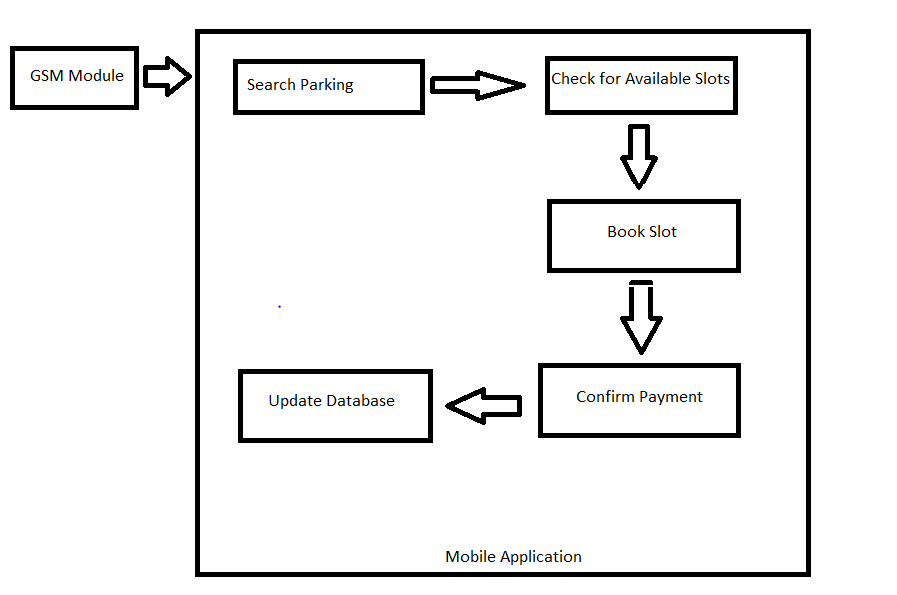 GSM Module
Search Parking
Check for Available Slots
Book Slot
Confirm Payment
Update Database
Mobile Application